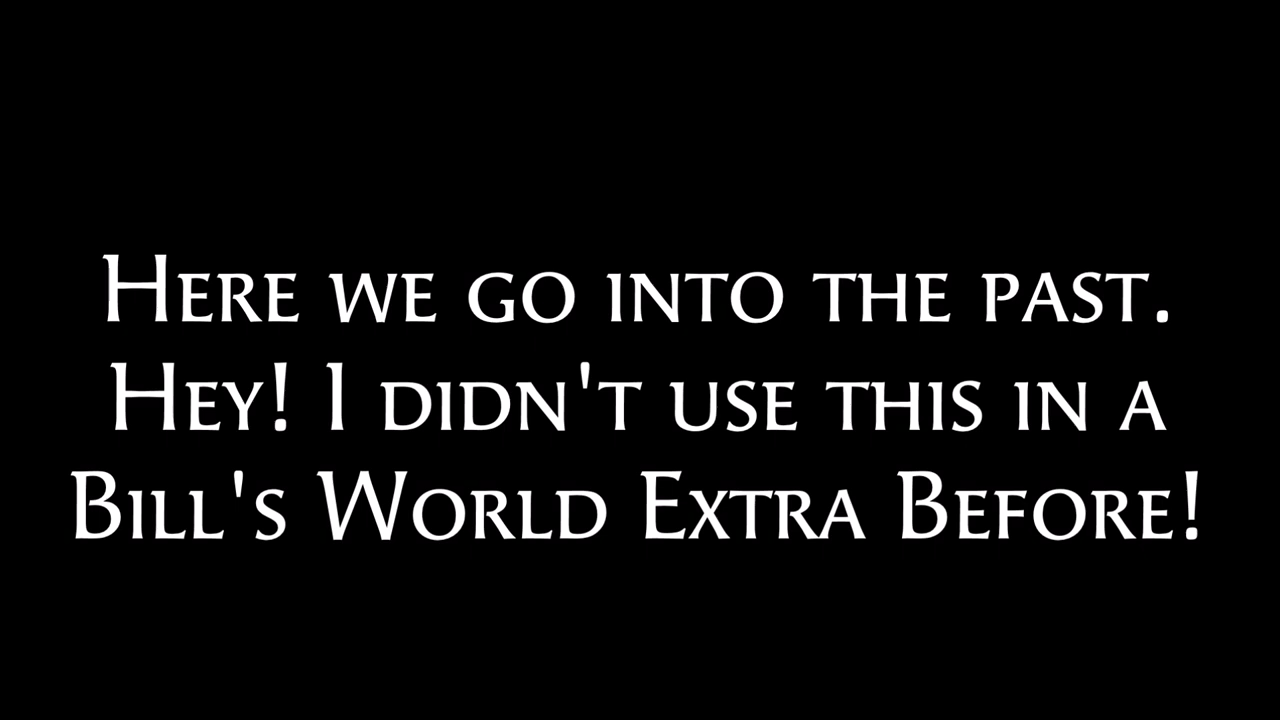 Here we go into the past.
Hey! I didn't use this in a
Bill's World Extra Before!